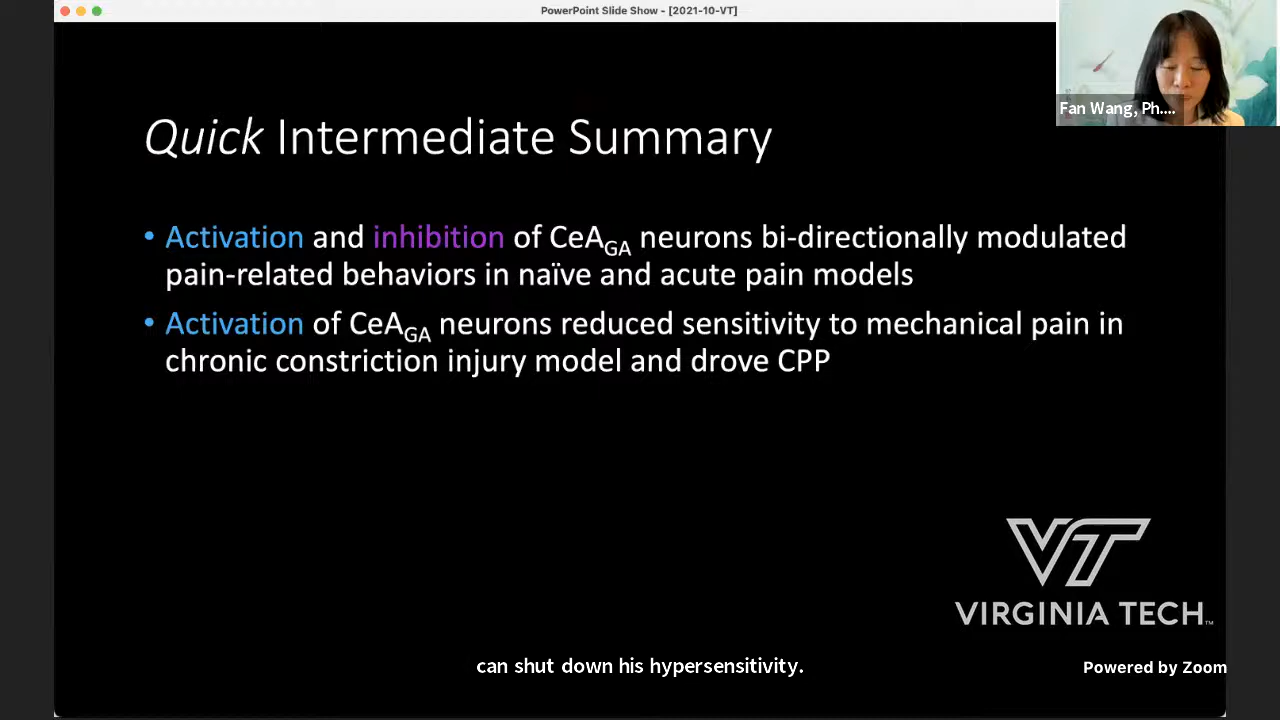 PowerPoint Slide Show - [2021-10-VT]
Fan Wang, Ph....
Quick Intermediate Summary
• Activation and inhibition of CeAGA neurons bi-directionally modulated
pain-related behaviors in naïve and acute pain models
• Activation of CeAGA neurons reduced sensitivity to mechanical pain in
chronic constriction injury model and drove CPP
VT
VIRGINIA TECH™
can shut down his hypersensitivity.
Powered by Zoom